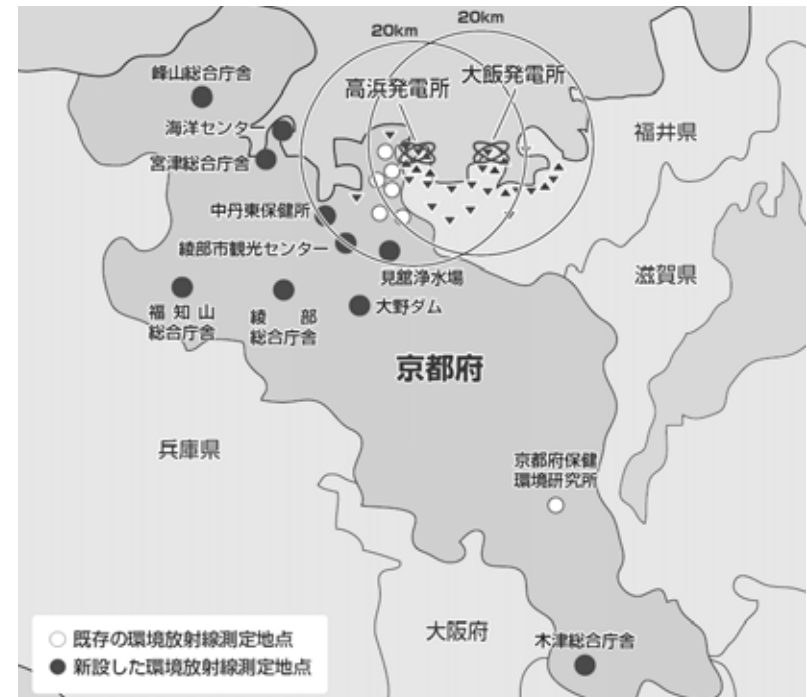 20km
20km
高浜発電所
大飯発電所
峰山総合庁舎
海洋センター
宮津総合庁舎
福井県
中丹東保健所
綾部市観光センター
見館浄水場
滋賀県
福知山
総合庁舎
綾部
総合庁舎
大野ダム
京都府
兵庫県
京都府保健
環境研究所
大阪府
木津総合庁舎
既存の環境放射線測定地点
新設した環境放射線測定地点